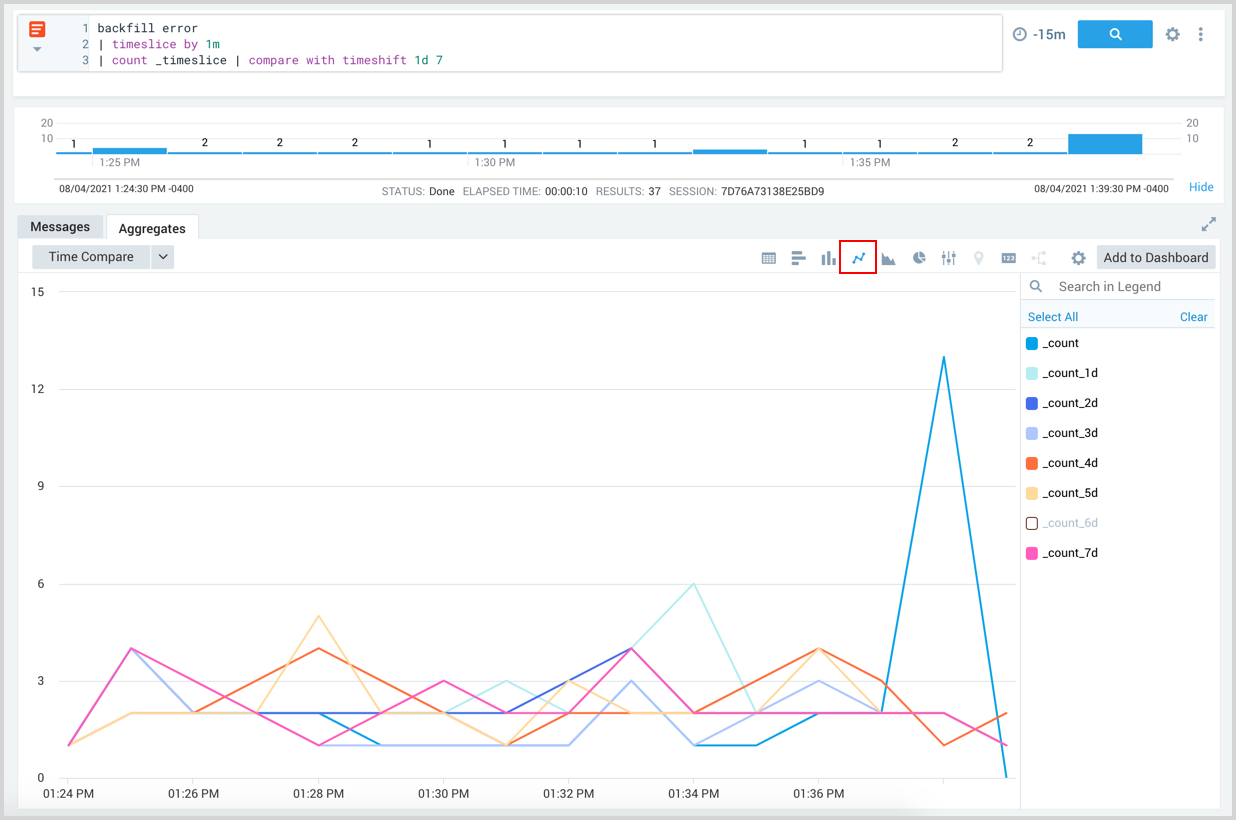 1 backfill error
2 | timeslice by 1m
3 | count _timeslice | compare with timeshift 1d 7
-15m
20
10
1 2 2 2 1 1 1 1 1 1 2 2
20
10
1:25 PM 1:30 PM 1:35 PM
08/04/2021 1:24:30 PM -0400
STATUS: Done ELAPSED TIME: 00:00:10 RESULTS: 37 SESSION: 7D76A73138E25BD9
08/04/2021 1:39:30 PM -0400
Hide
Messages Aggregates
Time Compare
123
Add to Dashboard
15
12
9
6
3
0
01:24 PM 01:26 PM 01:28 PM 01:30 PM 01:32 PM 01:34 PM 01:36 PM
Search in Legend
Select All Clear
_count
_count_1d
_count_2d
_count_3d
_count_4d
_count_5d
_count_6d
_count_7d